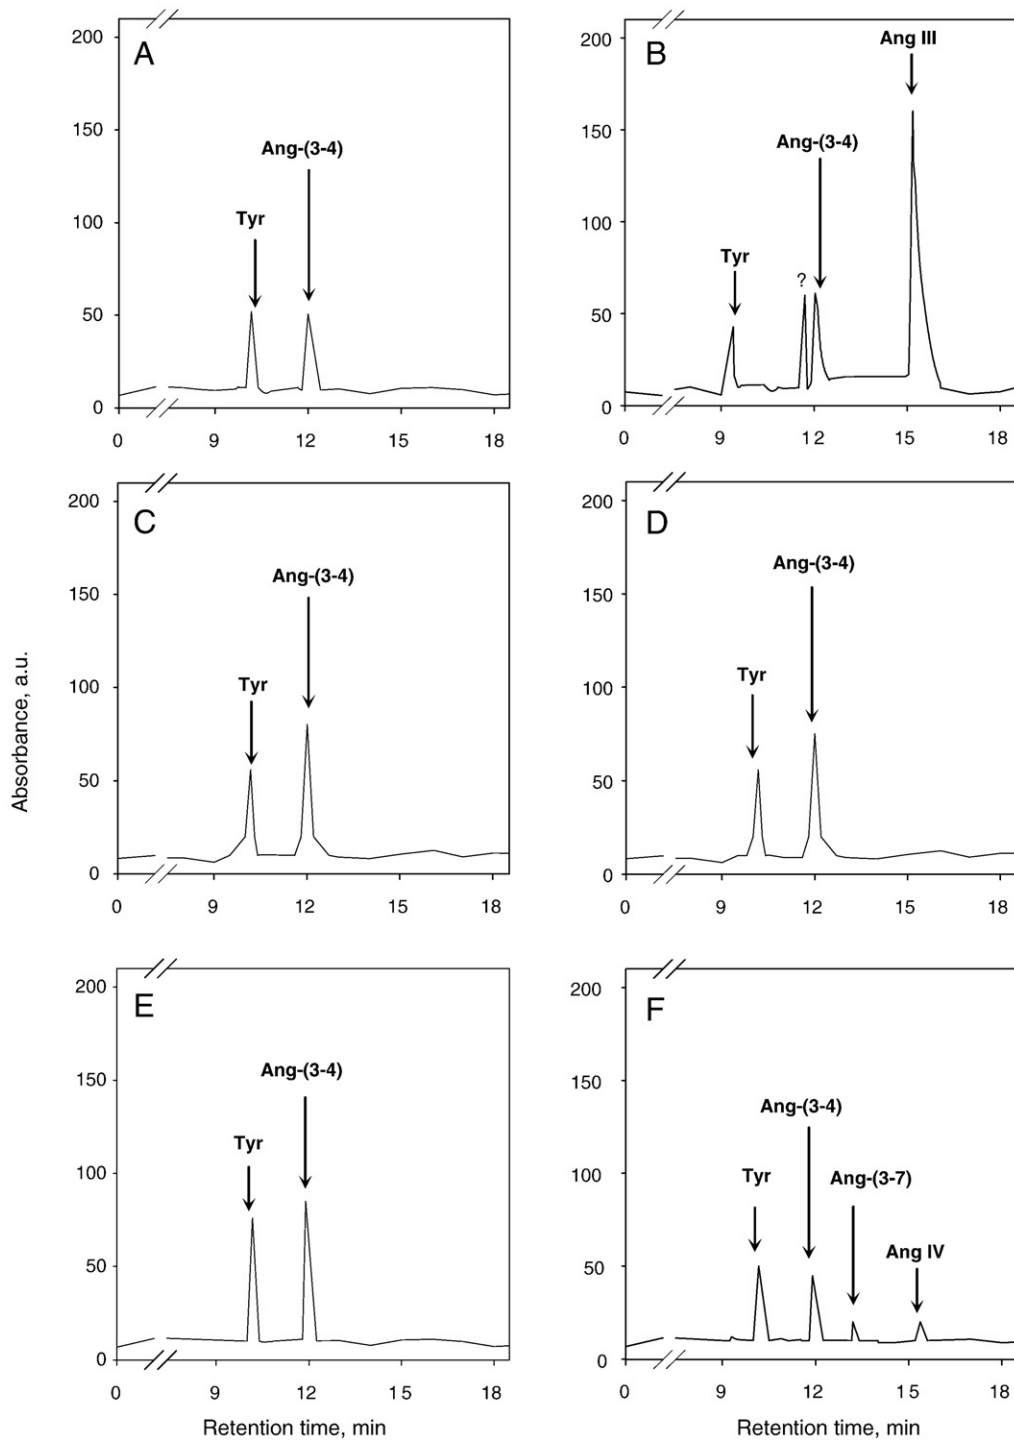 A
200
150
100
50
0
Tyr
Ang-(3-4)
0 9 12 15 18
B
200
150
100
50
0
Tyr
?
Ang-(3-4)
Ang III
0 9 12 15 18
Absorbance, a.u.
C
200
150
100
50
0
Tyr
Ang-(3-4)
0 9 12 15 18
D
200
150
100
50
0
Tyr
Ang-(3-4)
0 9 12 15 18
E
200
150
100
50
0
Tyr
Ang-(3-4)
0 9 12 15 18
Retention time, min
F
200
150
100
50
0
Tyr
Ang-(3-4)
Ang-(3-7)
Ang IV
0 9 12 15 18
Retention time, min